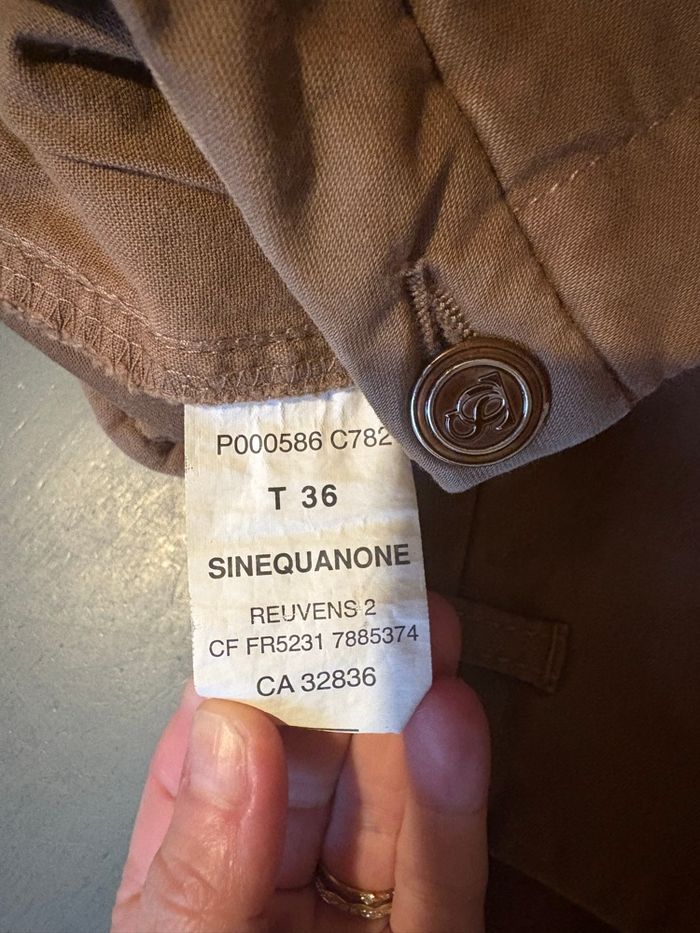 P000586 C782
T 36
SINEQUANONE
REUVENS 2
CF FR5231 7885374
CA 32836